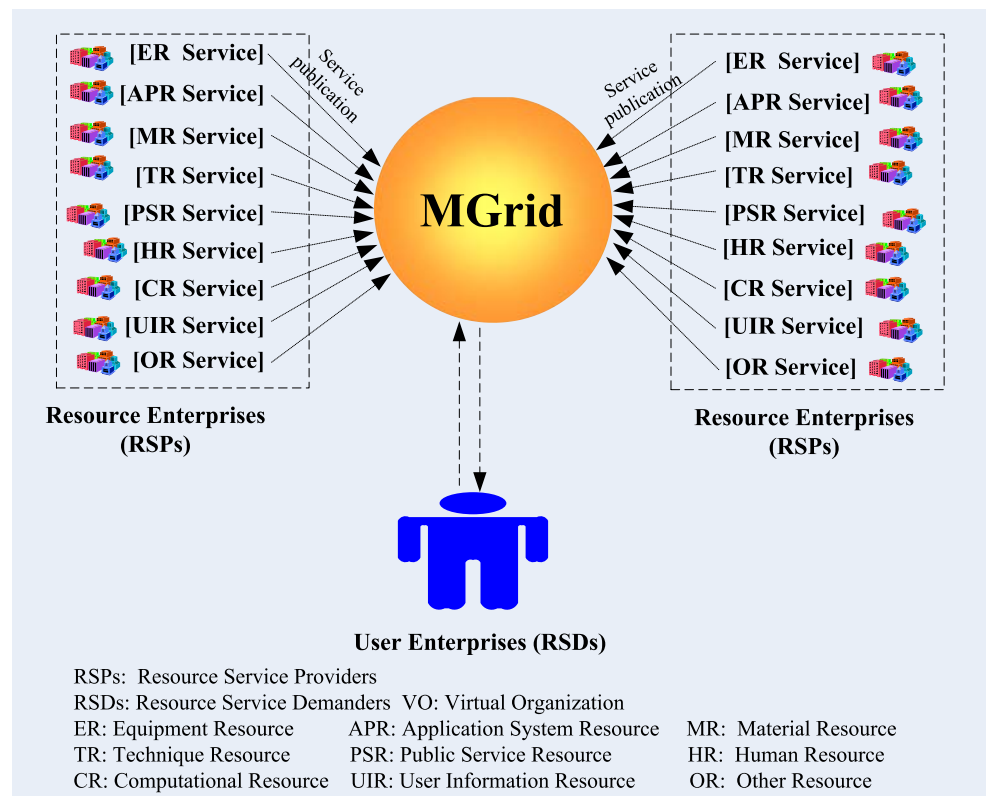 [ER Service]
[APR Service]
[MR Service]
[TR Service]
[PSR Service]
[HR Service]
[CR Service]
[UIR Service]
[OR Service]
Resource Enterprises
(RSPs)
Service
publication
MGrid
Service
publication
[ER Service]
[APR Service]
[MR Service]
[TR Service]
[PSR Service]
[HR Service]
[CR Service]
[UIR Service]
[OR Service]
Resource Enterprises
(RSPs)
User Enterprises (RSDs)
RSPs: Resource Service Providers
RSDs: Resource Service Demanders VO: Virtual Organization
ER: Equipment Resource APR: Application System Resource MR: Material Resource
TR: Technique Resource PSR: Public Service Resource HR: Human Resource
CR: Computational Resource UIR: User Information Resource OR: Other Resource